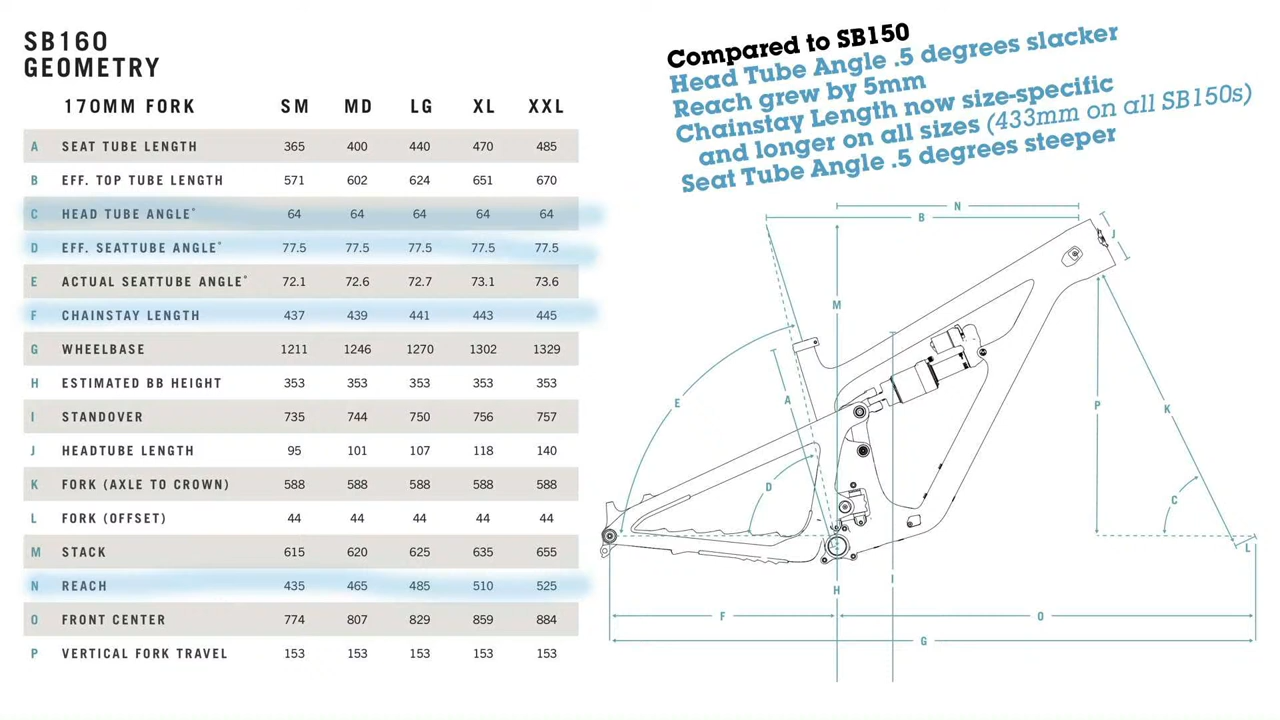 SB160
GEOMETRY
170MM FORK SM MD LG XL XXL
A SEAT TUBE LENGTH 365 400 440 470 485
B EFF. TOP TUBE LENGTH 571 602 624 651 670
C HEAD TUBE ANGLE° 64 64 64 64 64
D EFF. SEATTUBE ANGLE° 77.5 77.5 77.5 77.5 77.5
E ACTUAL SEATTUBE ANGLE° 72.1 72.6 72.7 73.1 73.6
F CHAINSTAY LENGTH 437 439 441 443 445
G WHEELBASE 1211 1246 1270 1302 1329
H ESTIMATED BB HEIGHT 353 353 353 353 353
I STANDOVER 735 744 750 756 757
J HEADTUBE LENGTH 95 101 107 118 140
K FORK (AXLE TO CROWN) 588 588 588 588 588
L FORK (OFFSET) 44 44 44 44 44
M STACK 615 620 625 635 655
N REACH 435 465 485 510 525
O FRONT CENTER 774 807 829 859 884
P VERTICAL FORK TRAVEL 153 153 153 153 153
Compared to SB150
Head Tube Angle .5 degrees slacker
Reach grew by 5mm
Chainstay Length now size-specific
and longer on all sizes (433mm on all SB150s)
Seat Tube Angle .5 degrees steeper
N
B
J
M
A
E
P
K
D
C
L
I
H
F
O
G